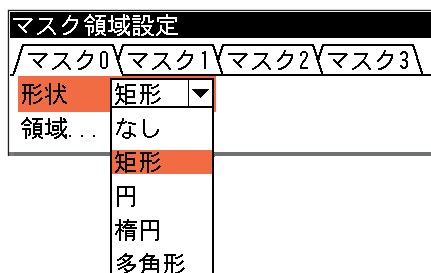 マスク領域設定
マスク0 マスク1 マスク2 マスク3
形状 矩形
領域... なし
矩形
円
楕円
多角形